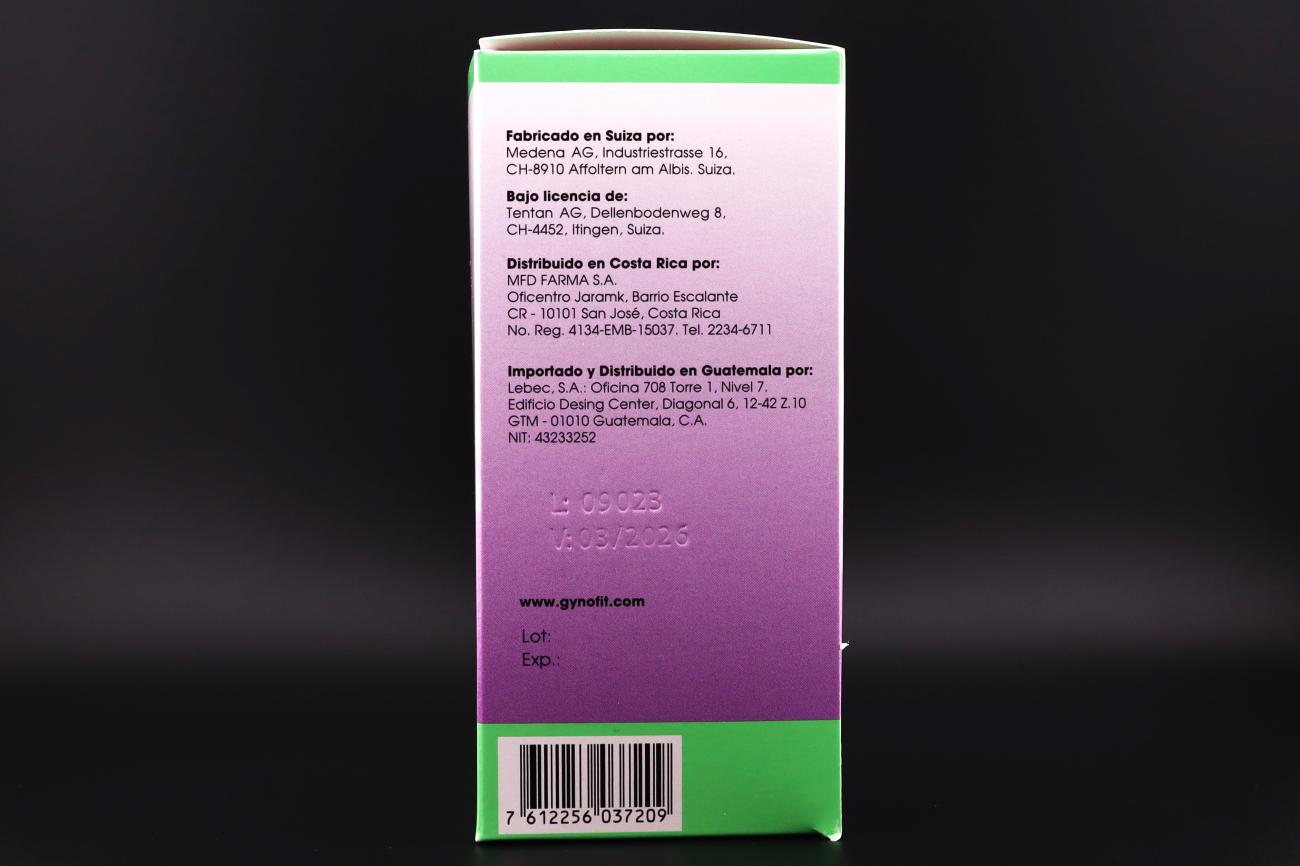 Fabricado en Suiza por:
Medena AG, Industriestrasse 16,
CH-8910 Affoltern am Albis. Suiza.
Bajo licencia de:
Tentan AG, Dellenbodenweg 8,
CH-4452, Itingen, Suiza.
Distribuido en Costa Rica por:
MFD FARMA S.A.
Oficentro Jaramk, Barrio Escalante
CR - 10101 San José, Costa Rica
No. Reg. 4134-EMB-15037. Tel. 2234-6711
Importado y Distribuido en Guatemala por:
Lebec, S.A.: Oficina 708 Torre 1, Nivel 7.
Edificio Desing Center, Diagonal 6, 12-42 Z.10
GTM - 01010 Guatemala, C.A.
NIT: 43233252
L: 09023
V: 03/2026
www.gynofit.com
Lot:
Exp.:
7 612256 037209